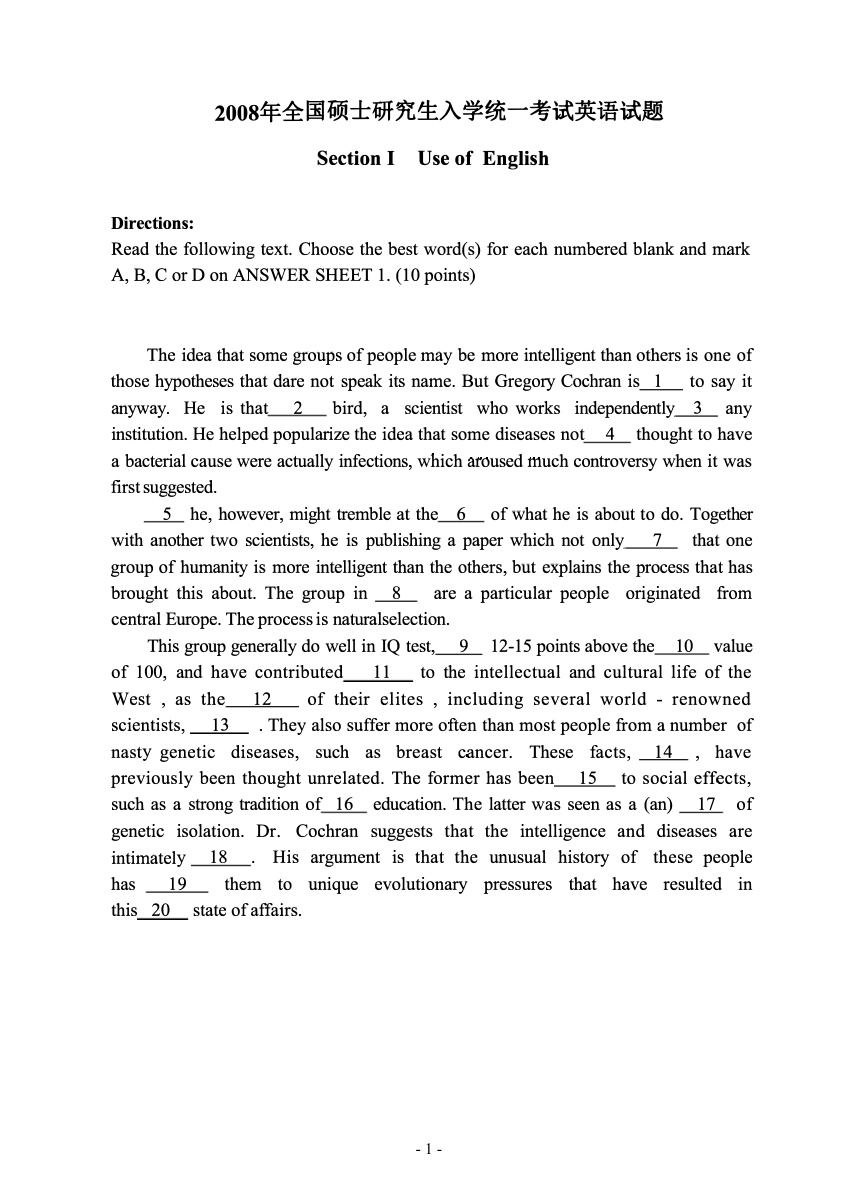 2008年全国硕士研究生入学统一考试英语试题
Section I Use of English
Directions:
Read the following text. Choose the best word(s) for each numbered blank and mark
A, B, C or D on ANSWER SHEET 1. (10 points)
The idea that some groups of people may be more intelligent than others is one of
those hypotheses that dare not speak its name. But Gregory Cochran is 1 to say it
anyway. He is that 2 bird, a scientist who works independently 3 any
institution. He helped popularize the idea that some diseases not 4 thought to have
a bacterial cause were actually infections, which aroused much controversy when it was
first suggested.
5 he, however, might tremble at the 6 of what he is about to do. Together
with another two scientists, he is publishing a paper which not only 7 that one
group of humanity is more intelligent than the others, but explains the process that has
brought this about. The group in 8 are a particular people originated from
central Europe. The process is naturalselection.
This group generally do well in IQ test, 9 12-15 points above the 10 value
of 100, and have contributed 11 to the intellectual and cultural life of the
West , as the 12 of their elites , including several world - renowned
scientists, 13 . They also suffer more often than most people from a number of
nasty genetic diseases, such as breast cancer. These facts, 14 , have
previously been thought unrelated. The former has been 15 to social effects,
such as a strong tradition of 16 education. The latter was seen as a (an) 17 of
genetic isolation. Dr. Cochran suggests that the intelligence and diseases are
intimately 18 . His argument is that the unusual history of these people
has 19 them to unique evolutionary pressures that have resulted in
this 20 state of affairs.
- 1 -